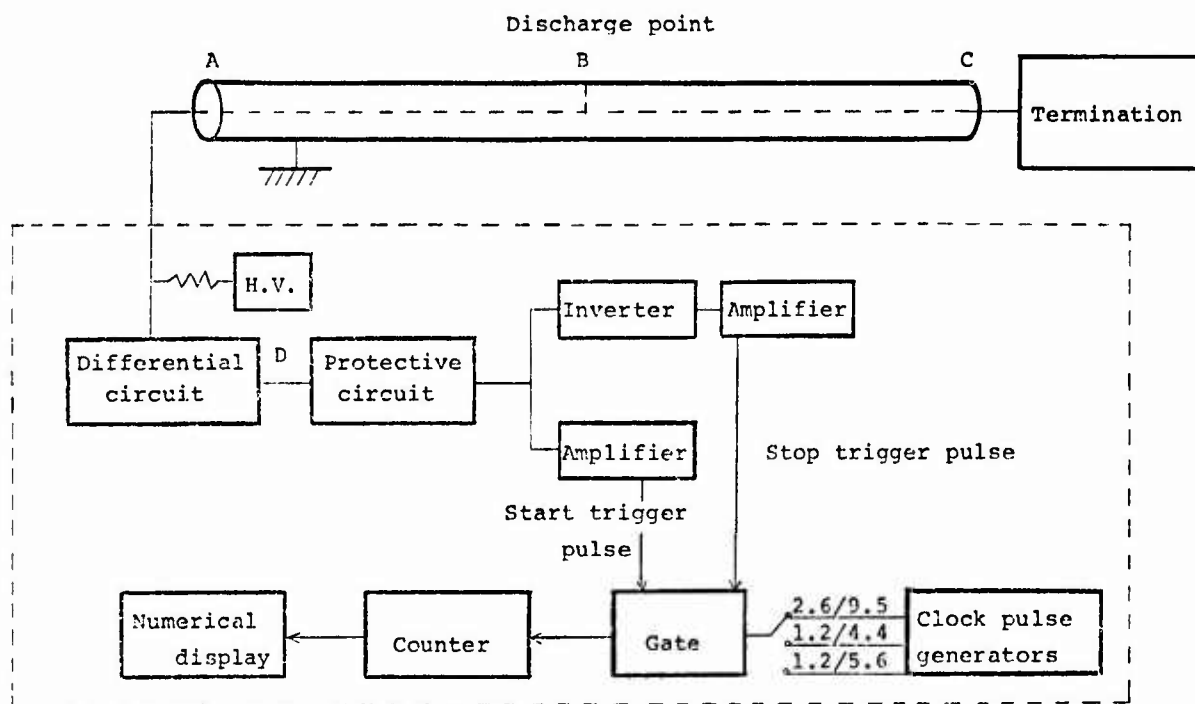 Discharge point
A
B
C
Termination
H.V.
Inverter
Amplifier
Differential
circuit
D
Protective
circuit
Amplifier
Stop trigger pulse
Start trigger
pulse
Numerical
display
Counter
Gate
2.6/9.5
1.2/4.4
1.2/5.6
Clock pulse
generators